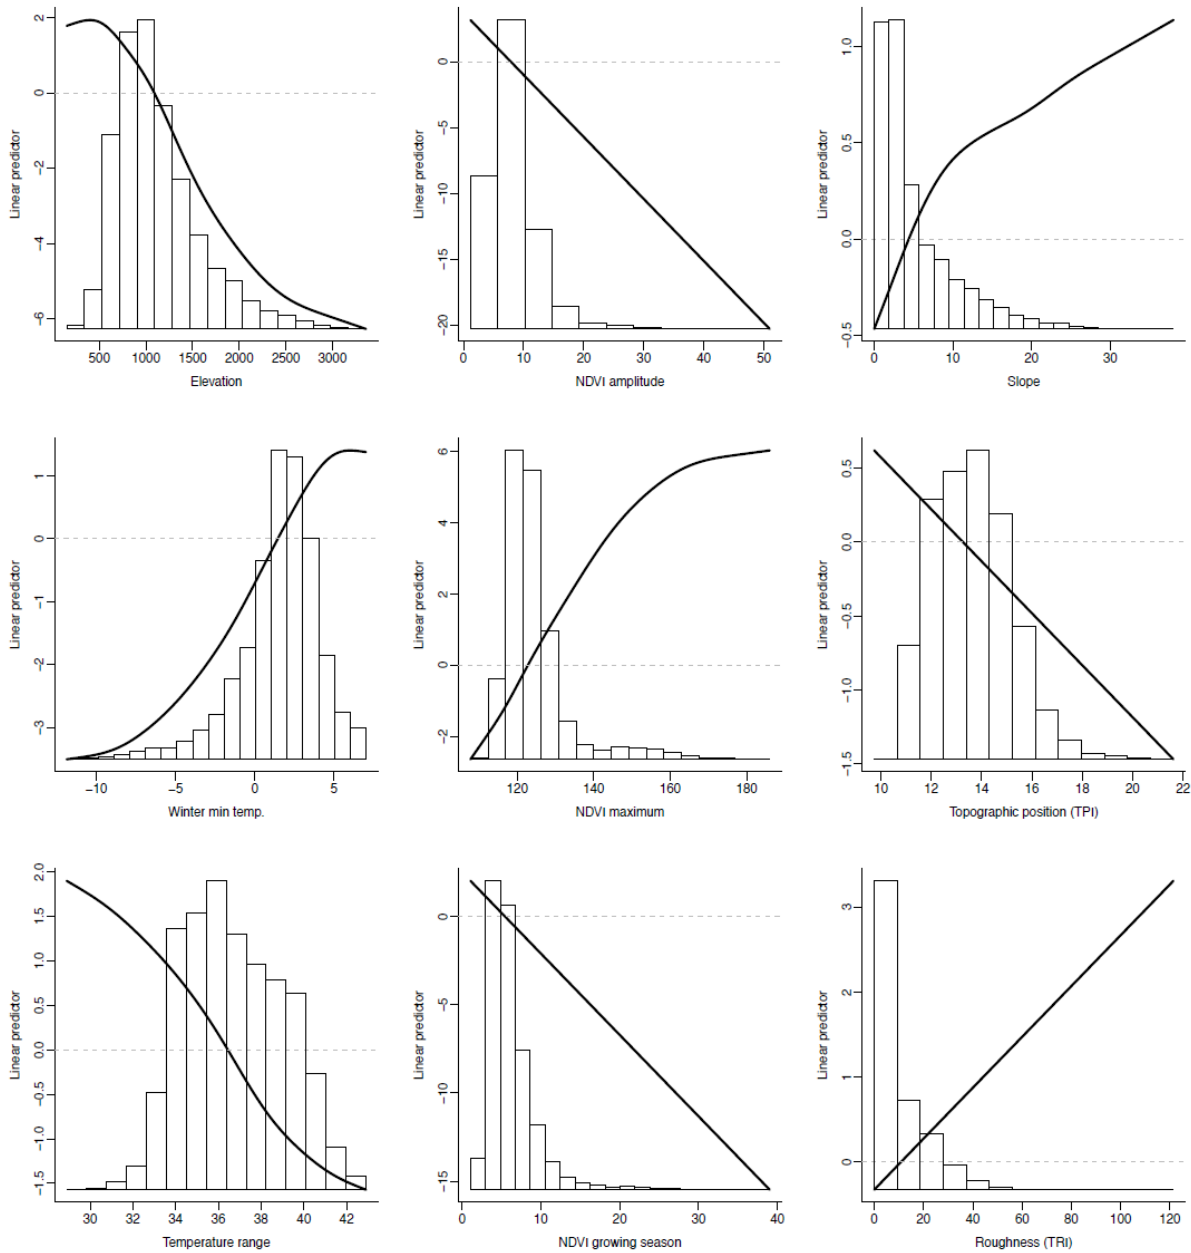 2
0
−2
−4
−6
Linear predictor
500 1000 1500 2000 2500 3000
Elevation
0
−5
−10
−15
−20
Linear predictor
0 10 20 30 40 50
NDVI amplitude
1.0
0.5
0.0
−0.5
Linear predictor
0 10 20 30
Slope
1
0
−1
−2
−3
Linear predictor
−10 −5 0 5
Winter min temp.
6
4
2
0
−2
Linear predictor
120 140 160 180
NDVI maximum
0.5
0.0
−0.5
−1.0
−1.5
Linear predictor
10 12 14 16 18 20 22
Topographic position (TPI)
2.0
1.5
1.0
0.5
0.0
−0.5
−1.0
−1.5
Linear predictor
30 32 34 36 38 40 42
Temperature range
0
−5
−10
−15
Linear predictor
0 10 20 30 40
NDVI growing season
3
2
1
0
Linear predictor
0 20 40 60 80 100 120
Roughness (TRI)